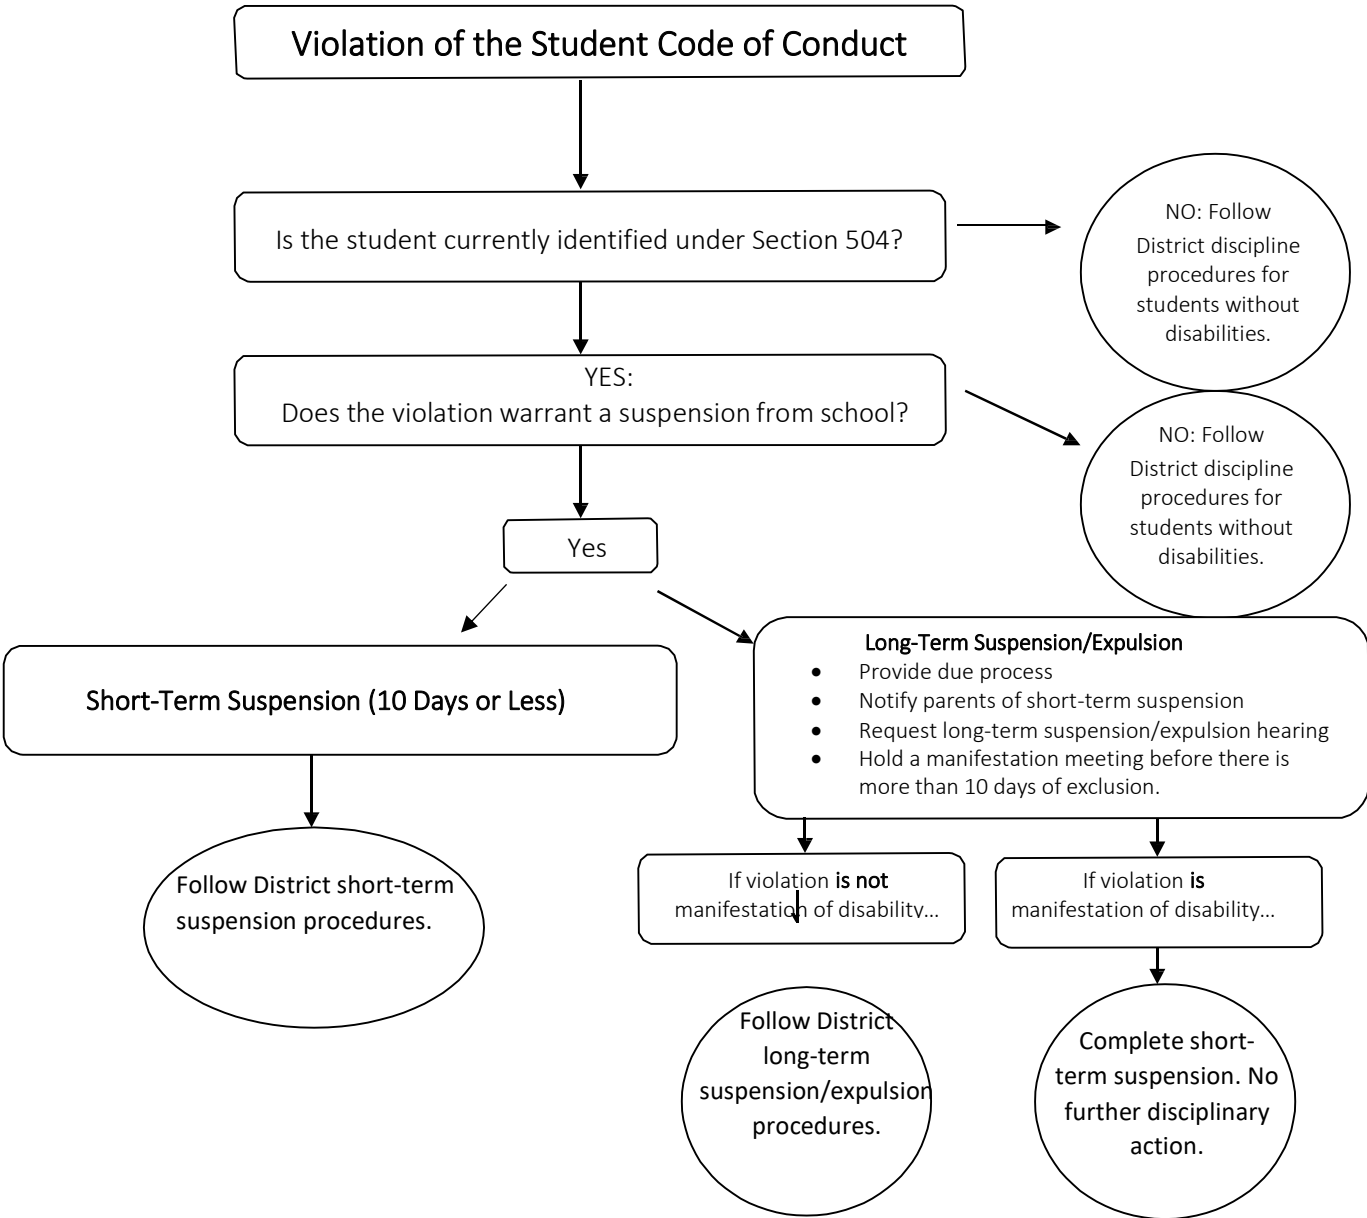 Violation of the Student Code of Conduct
Is the student currently identified under Section 504?
NO: Follow
District discipline
procedures for
students without
disabilities.
YES:
Does the violation warrant a suspension from school?
NO: Follow
District discipline
procedures for
students without
disabilities.
Yes
Short-Term Suspension (10 Days or Less)
Long-Term Suspension/Expulsion
• Provide due process
• Notify parents of short-term suspension
• Request long-term suspension/expulsion hearing
• Hold a manifestation meeting before there is
more than 10 days of exclusion.
Follow District short-term
suspension procedures.
If violation is not
manifestation of disability...
If violation is
manifestation of disability...
Follow District
long-term
suspension/expulsion
procedures.
Complete short-
term suspension. No
further disciplinary
action.